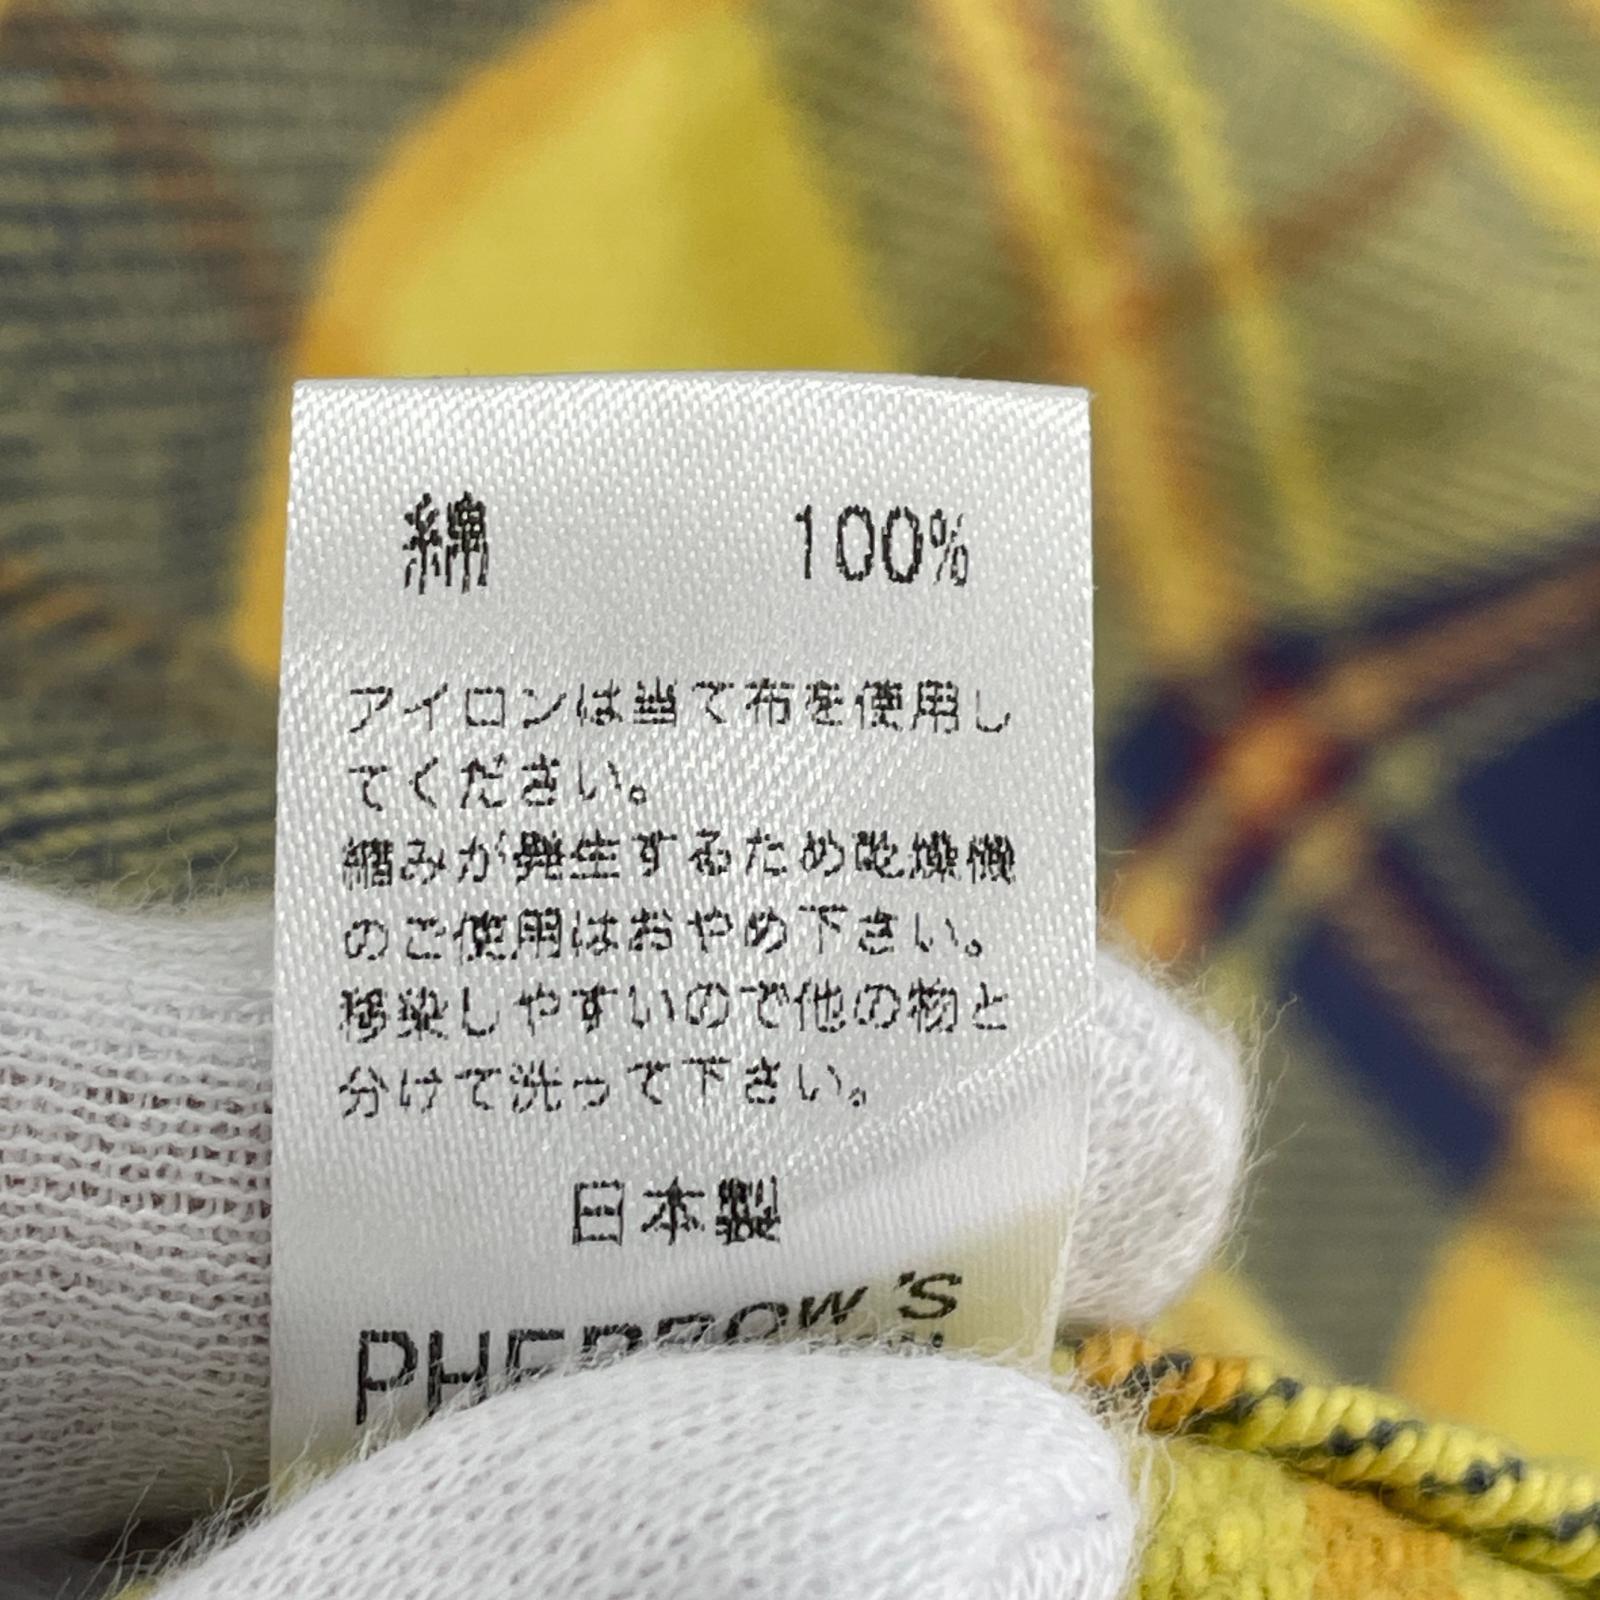 綿 100%
アイロンは当て布を使用し
てください。
縮みが発生するため乾燥機
のご使用はおやめ下さい。
移染しやすいので他の物と
分けて洗って下さい。
日本製
PHERROW'S